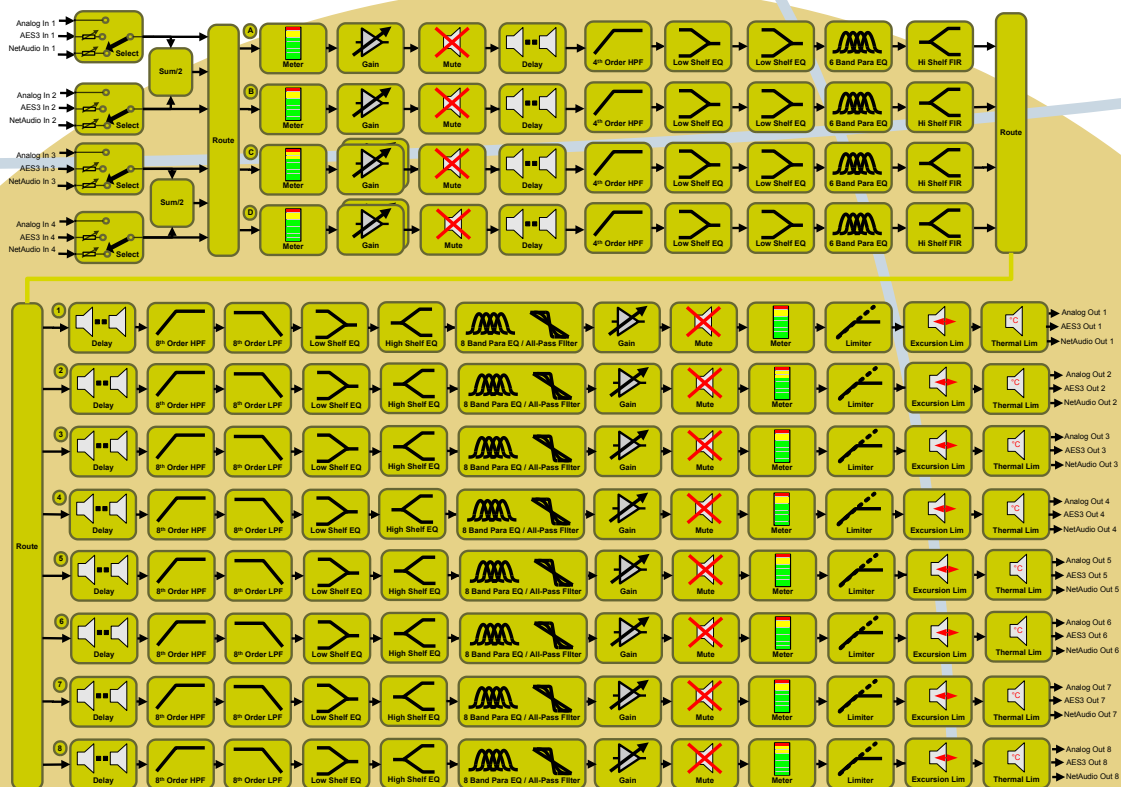 Analog In 1
AES3 In 1
NetAudio In 1
Select
Sum/2
Analog In 2
AES3 In 2
NetAudio In 2
Select
Analog In 3
AES3 In 3
NetAudio In 3
Select
Sum/2
Analog In 4
AES3 In 4
NetAudio In 4
Select
Route
A
Meter
Gain
Mute
Delay
4th Order HPF
Low Shelf EQ
Low Shelf EQ
6 Band Para EQ
Hi Shelf FIR
B
Meter
Gain
Mute
Delay
4th Order HPF
Low Shelf EQ
Low Shelf EQ
6 Band Para EQ
Hi Shelf FIR
C
Meter
Gain
Mute
Delay
4th Order HPF
Low Shelf EQ
Low Shelf EQ
6 Band Para EQ
Hi Shelf FIR
D
Meter
Gain
Mute
Delay
4th Order HPF
Low Shelf EQ
Low Shelf EQ
6 Band Para EQ
Hi Shelf FIR
Route
Route
1
Delay
8th Order HPF
8th Order LPF
Low Shelf EQ
High Shelf EQ
8 Band Para EQ / All-Pass FIlter
Gain
Mute
Meter
Limiter
Excursion Lim
°C
Thermal Lim
Analog Out 1
AES3 Out 1
NetAudio Out 1
2
Delay
8th Order HPF
8th Order LPF
Low Shelf EQ
High Shelf EQ
8 Band Para EQ / All-Pass FIlter
Gain
Mute
Meter
Limiter
Excursion Lim
°C
Thermal Lim
Analog Out 2
AES3 Out 2
NetAudio Out 2
3
Delay
8th Order HPF
8th Order LPF
Low Shelf EQ
High Shelf EQ
8 Band Para EQ / All-Pass FIlter
Gain
Mute
Meter
Limiter
Excursion Lim
°C
Thermal Lim
Analog Out 3
AES3 Out 3
NetAudio Out 3
4
Delay
8th Order HPF
8th Order LPF
Low Shelf EQ
High Shelf EQ
8 Band Para EQ / All-Pass FIlter
Gain
Mute
Meter
Limiter
Excursion Lim
°C
Thermal Lim
Analog Out 4
AES3 Out 4
NetAudio Out 4
5
Delay
8th Order HPF
8th Order LPF
Low Shelf EQ
High Shelf EQ
8 Band Para EQ / All-Pass FIlter
Gain
Mute
Meter
Limiter
Excursion Lim
°C
Thermal Lim
Analog Out 5
AES3 Out 5
NetAudio Out 5
6
Delay
8th Order HPF
8th Order LPF
Low Shelf EQ
High Shelf EQ
8 Band Para EQ / All-Pass FIlter
Gain
Mute
Meter
Limiter
Excursion Lim
°C
Thermal Lim
Analog Out 6
AES3 Out 6
NetAudio Out 6
7
Delay
8th Order HPF
8th Order LPF
Low Shelf EQ
High Shelf EQ
8 Band Para EQ / All-Pass FIlter
Gain
Mute
Meter
Limiter
Excursion Lim
°C
Thermal Lim
Analog Out 7
AES3 Out 7
NetAudio Out 7
8
Delay
8th Order HPF
8th Order LPF
Low Shelf EQ
High Shelf EQ
8 Band Para EQ / All-Pass FIlter
Gain
Mute
Meter
Limiter
Excursion Lim
°C
Thermal Lim
Analog Out 8
AES3 Out 8
NetAudio Out 8